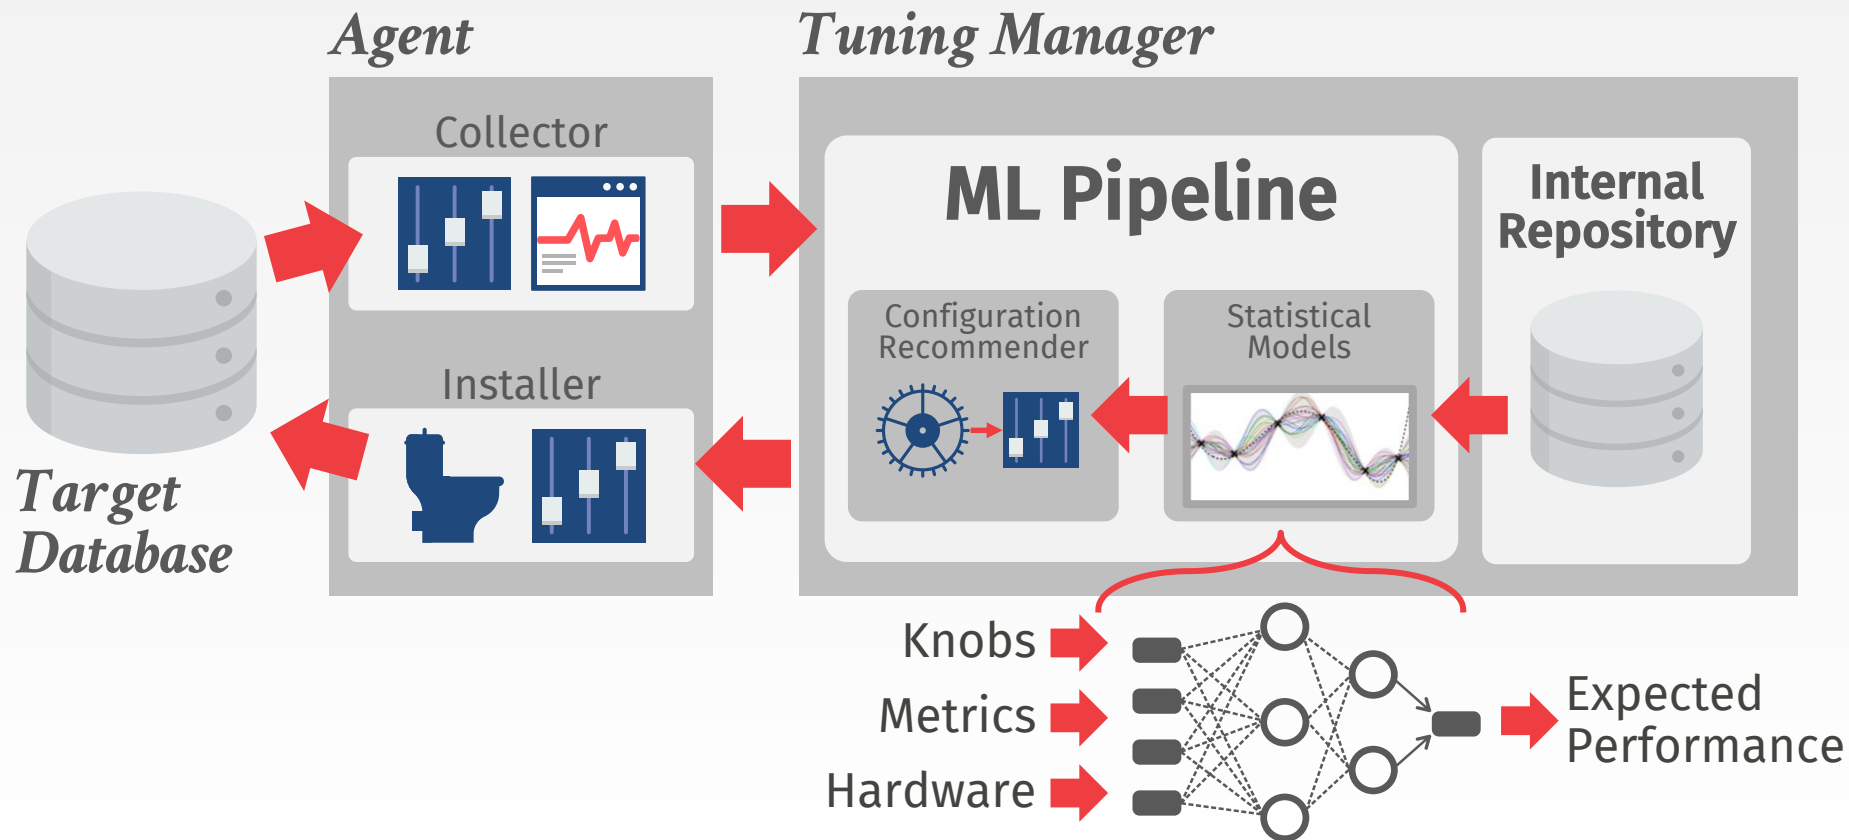 Agent
Tuning Manager
Collector
ML Pipeline
Internal
Repository
Configuration
Recommender
Statistical
Models
Installer
Target
Database
Knobs
Metrics
Hardware
Expected
Performance